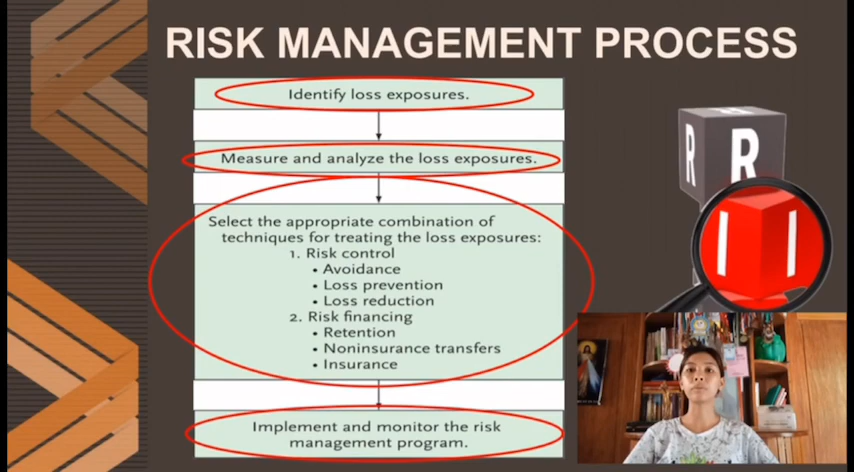 RISK MANAGEMENT PROCESS
Identify loss exposures.
Measure and analyze the loss exposures.
Select the appropriate combination of
techniques for treating the loss exposures:
1. Risk control
• Avoidance
• Loss prevention
• Loss reduction
2. Risk financing
• Retention
• Noninsurance transfers
• Insurance
Implement and monitor the risk
management program.
R R
I I